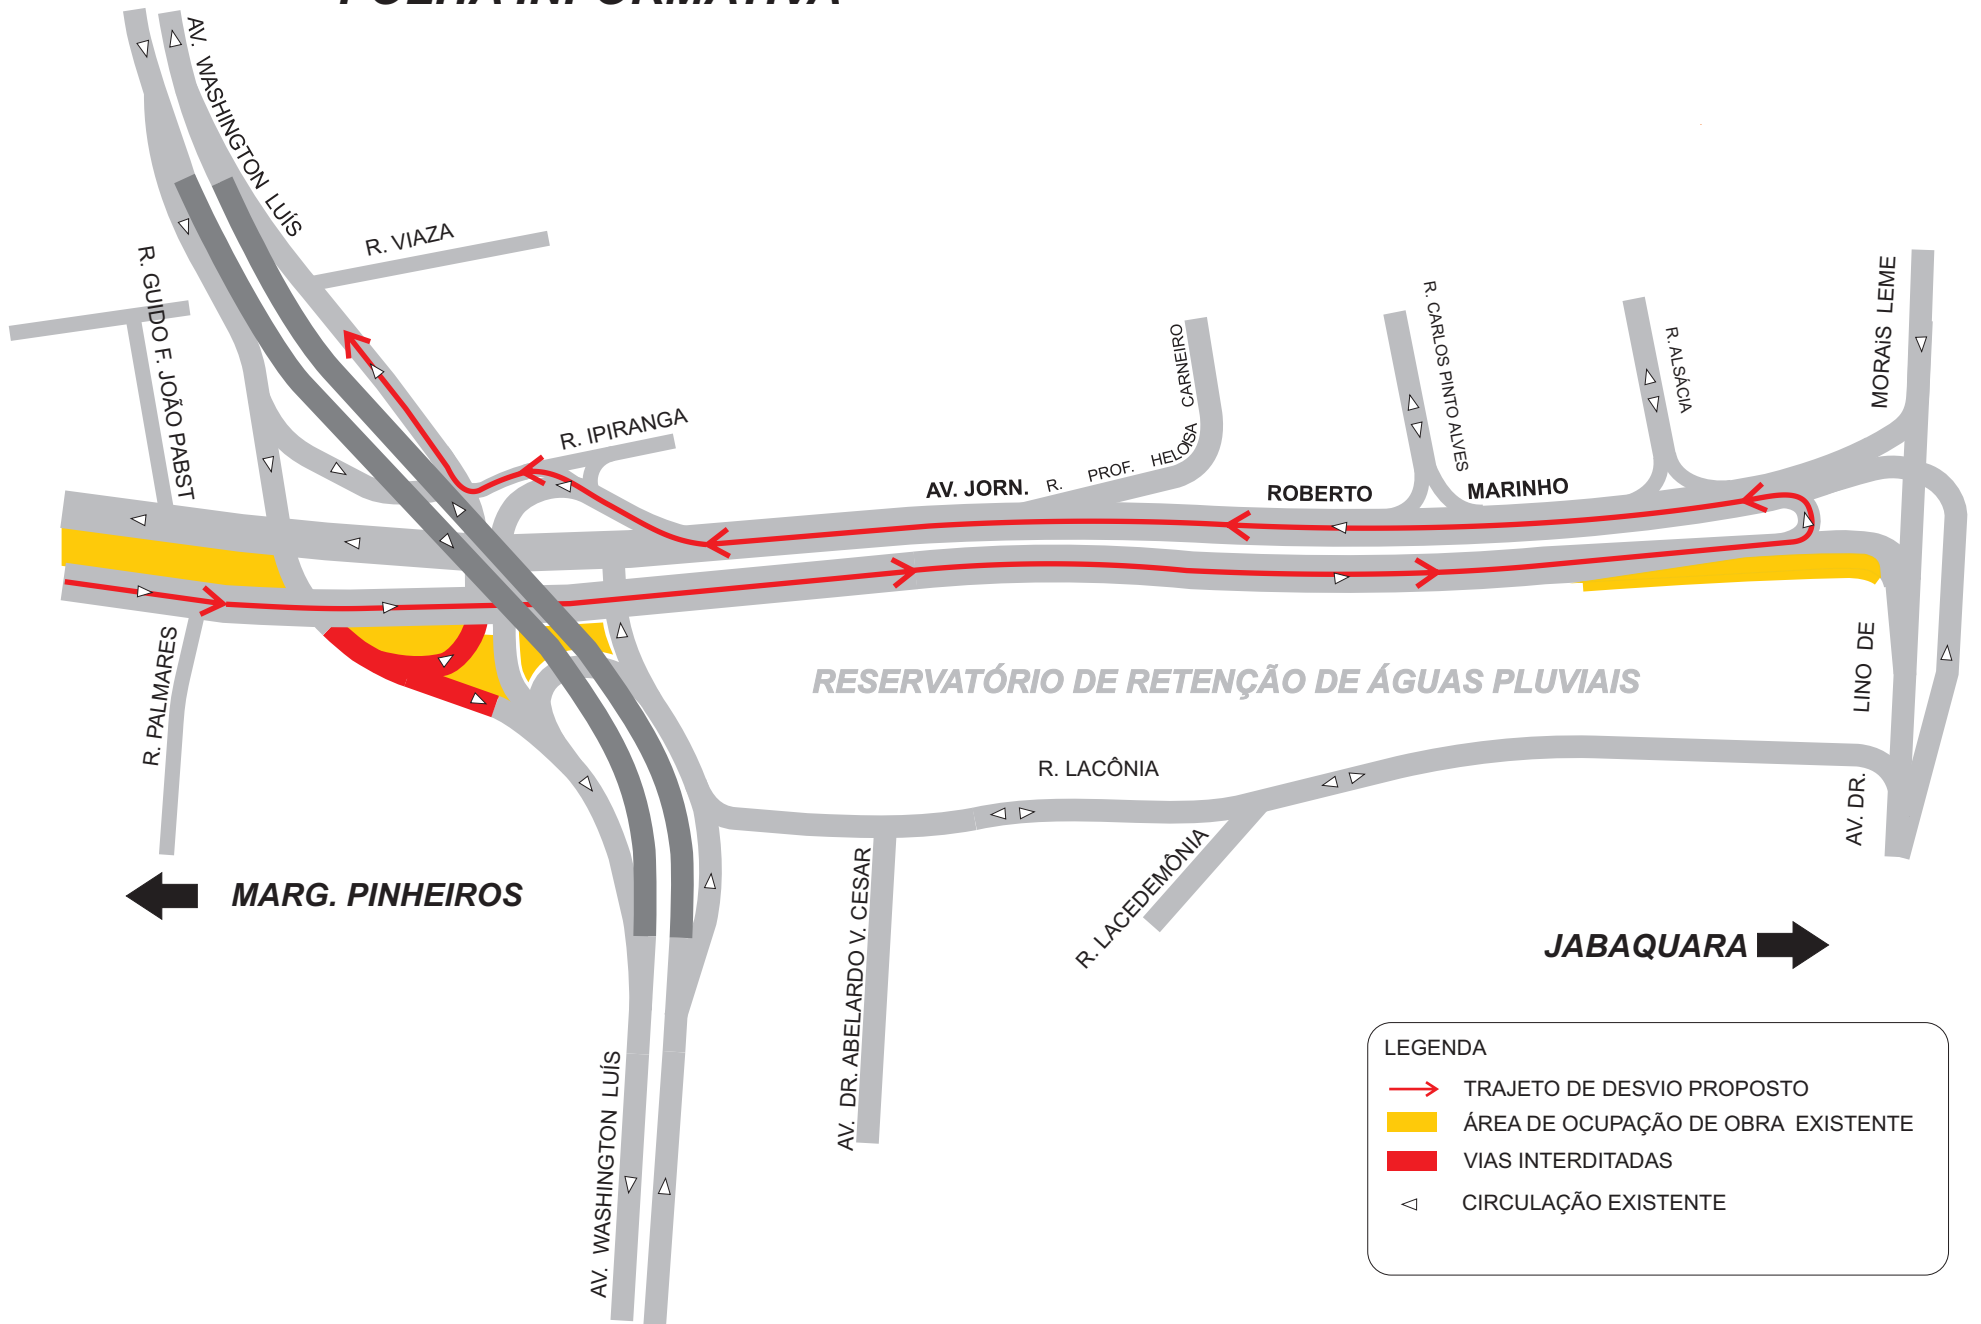 FOLHA INFORMATIVA
AV. WASHINGTON LUÍS
R. VIAZA
R. GUIDO F. JOÃO PABST
R. IPIRANGA
R. PROF. HELOISA CARNEIRO
R. CARLOS PINTO ALVES
R. ALSÁCIA
MORAiS LEME
AV. JORN. ROBERTO MARINHO
R. PALMARES
RESERVATÓRIO DE RETENÇÃO DE ÁGUAS PLUVIAIS
LINO DE
AV. DR.
R. LACÔNIA
R. LACEDEMÔNIA
AV. DR. ABELARDO V. CESAR
MARG. PINHEIROS
JABAQUARA
AV. WASHINGTON LUÍS
LEGENDA
TRAJETO DE DESVIO PROPOSTO
ÁREA DE OCUPAÇÃO DE OBRA EXISTENTE
VIAS INTERDITADAS
CIRCULAÇÃO EXISTENTE